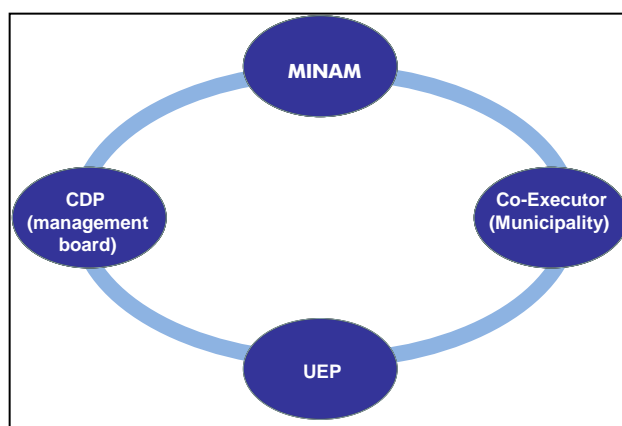 MINAM
CDP
(management
board)
Co-Executor
(Municipality)
UEP